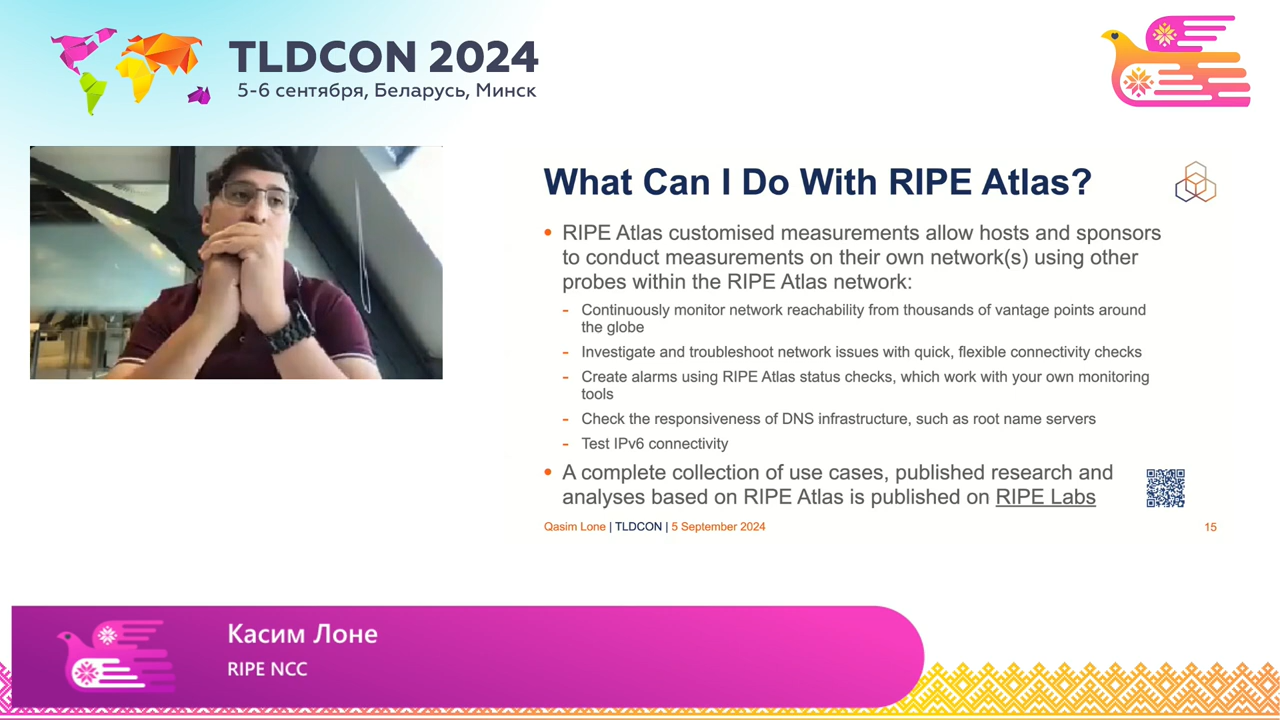 TLDCON 2024
5-6 сентября, Беларусь, Минск
What Can I Do With RIPE Atlas?
• RIPE Atlas customised measurements allow hosts and sponsors
to conduct measurements on their own network(s) using other
probes within the RIPE Atlas network:
- Continuously monitor network reachability from thousands of vantage points around
the globe
- Investigate and troubleshoot network issues with quick, flexible connectivity checks
- Create alarms using RIPE Atlas status checks, which work with your own monitoring
tools
- Check the responsiveness of DNS infrastructure, such as root name servers
- Test IPv6 connectivity
• A complete collection of use cases, published research and
analyses based on RIPE Atlas is published on RIPE Labs
Qasim Lone | TLDCON | 5 September 2024
15
Касим Лоне
RIPE NCC